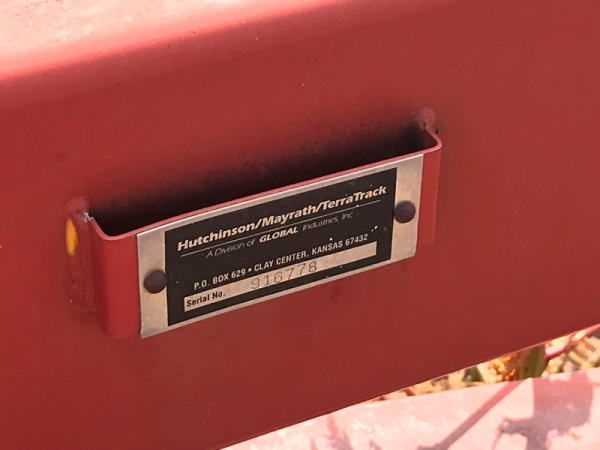 Hutchinson/Mayrath/TerraTrack
A Division of GLOBAL Industries, Inc.
P.O. BOX 629 • CLAY CENTER, KANSAS 67432
Serial No. 916778